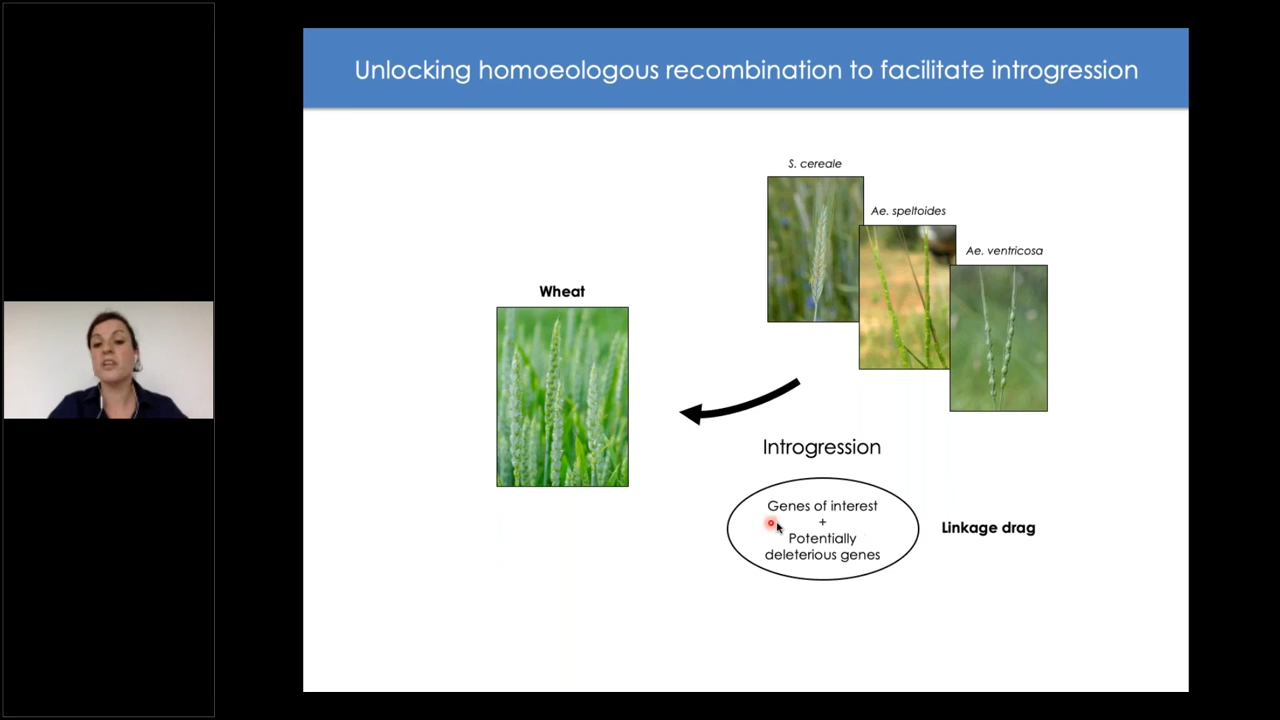 Unlocking homoeologous recombination to facilitate introgression
S. cereale
Ae. speltoides
Ae. ventricosa
Wheat
Introgression
Genes of interest
+
Potentially
deleterious genes
Linkage drag